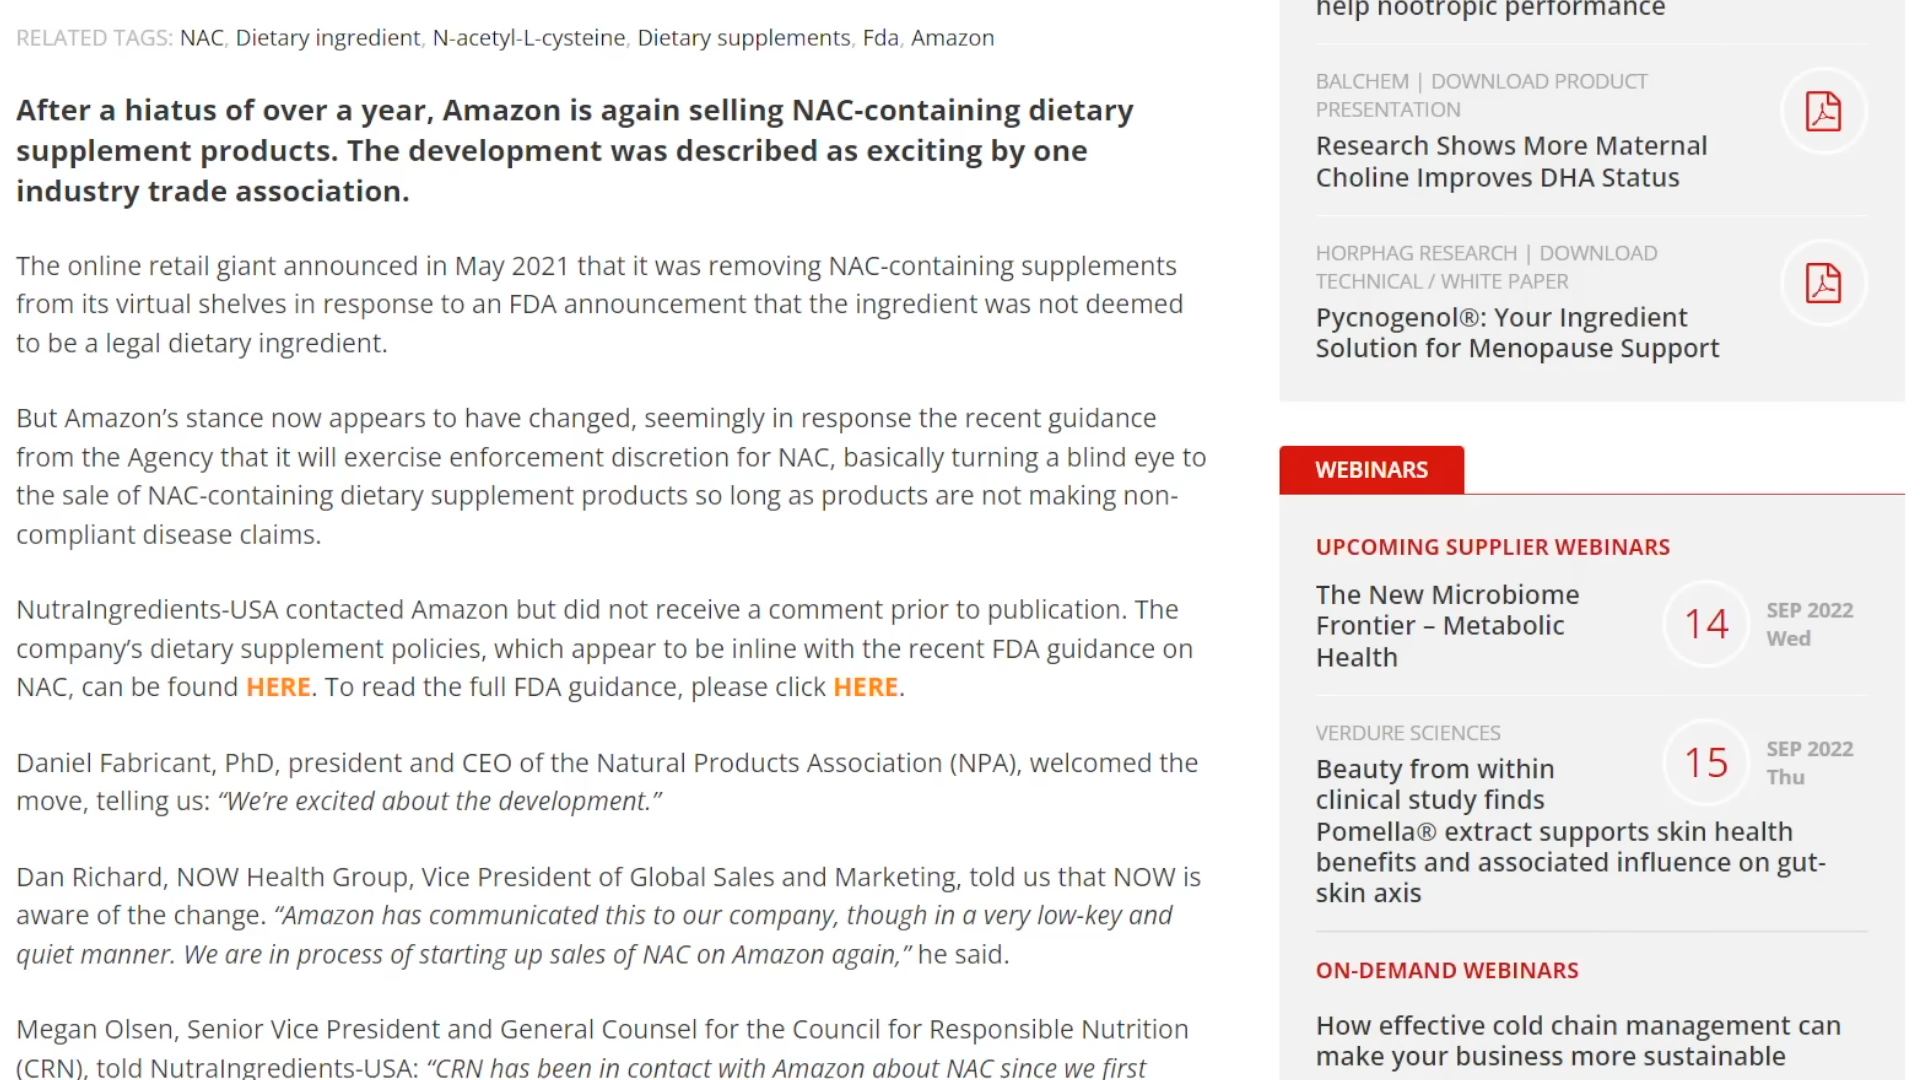 RELATED TAGS: NAC, Dietary ingredient, N-acetyl-L-cysteine, Dietary supplements, Fda, Amazon
After a hiatus of over a year, Amazon is again selling NAC-containing dietary
supplement products. The development was described as exciting by one
industry trade association.
The online retail giant announced in May 2021 that it was removing NAC-containing supplements
from its virtual shelves in response to an FDA announcement that the ingredient was not deemed
to be a legal dietary ingredient.
But Amazon’s stance now appears to have changed, seemingly in response the recent guidance
from the Agency that it will exercise enforcement discretion for NAC, basically turning a blind eye to
the sale of NAC-containing dietary supplement products so long as products are not making non-
compliant disease claims.
NutraIngredients-USA contacted Amazon but did not receive a comment prior to publication. The
company’s dietary supplement policies, which appear to be inline with the recent FDA guidance on
NAC, can be found HERE. To read the full FDA guidance, please click HERE.
Daniel Fabricant, PhD, president and CEO of the Natural Products Association (NPA), welcomed the
move, telling us: “We’re excited about the development.”
Dan Richard, NOW Health Group, Vice President of Global Sales and Marketing, told us that NOW is
aware of the change. “Amazon has communicated this to our company, though in a very low-key and
quiet manner. We are in process of starting up sales of NAC on Amazon again,” he said.
Megan Olsen, Senior Vice President and General Counsel for the Council for Responsible Nutrition
(CRN), told NutraIngredients-USA: “CRN has been in contact with Amazon about NAC since we first
help nootropic performance
BALCHEM | DOWNLOAD PRODUCT
PRESENTATION
Research Shows More Maternal
Choline Improves DHA Status
HORPHAG RESEARCH | DOWNLOAD
TECHNICAL / WHITE PAPER
Pycnogenol®: Your Ingredient
Solution for Menopause Support
WEBINARS
UPCOMING SUPPLIER WEBINARS
The New Microbiome
Frontier – Metabolic
Health
14
SEP 2022
Wed
VERDURE SCIENCES
Beauty from within
clinical study finds
Pomella® extract supports skin health
benefits and associated influence on gut-
skin axis
15
SEP 2022
Thu
ON-DEMAND WEBINARS
How effective cold chain management can
make your business more sustainable